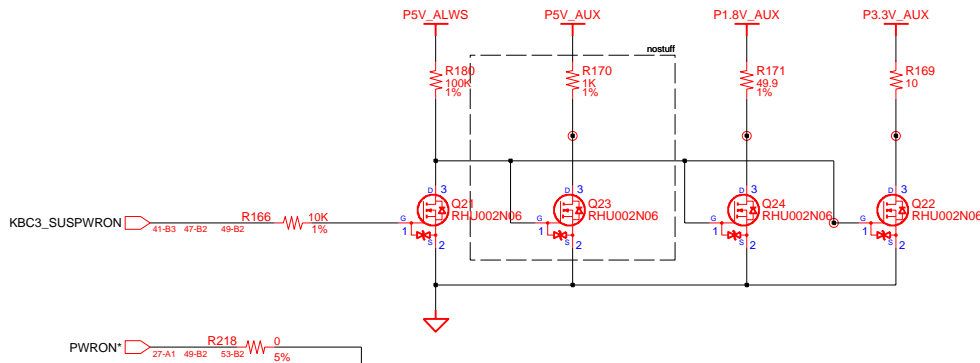 P5V_ALWS
P5V_AUX
P1.8V_AUX
P3.3V_AUX
nostuff
R180
100K
1%
R170
1K
1%
R171
49.9
1%
R169
10
D 3
Q21
RHU002N06
G
1
S 2
D 3
Q23
RHU002N06
G
1
S 2
D 3
Q24
RHU002N06
G
1
S 2
D 3
Q22
RHU002N06
G
1
S 2
KBC3_SUSPWRON
41-B3 47-B2 49-B2
R166
10K
1%
PWRON*
27-A1 49-B2 53-B2
R218
0
5%